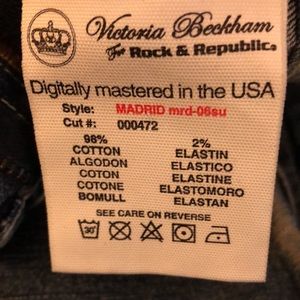 Victoria Beckham
For Rock & Republic®
Digitally mastered in the USA
Style: MADRID mrd-06su
Cut #: 000472
98% 2%
COTTON ELASTIN
ALGODON ELASTICO
COTON ELASTINE
COTONE ELASTOMORO
BOMULL ELASTAN
SEE CARE ON REVERSE
30°